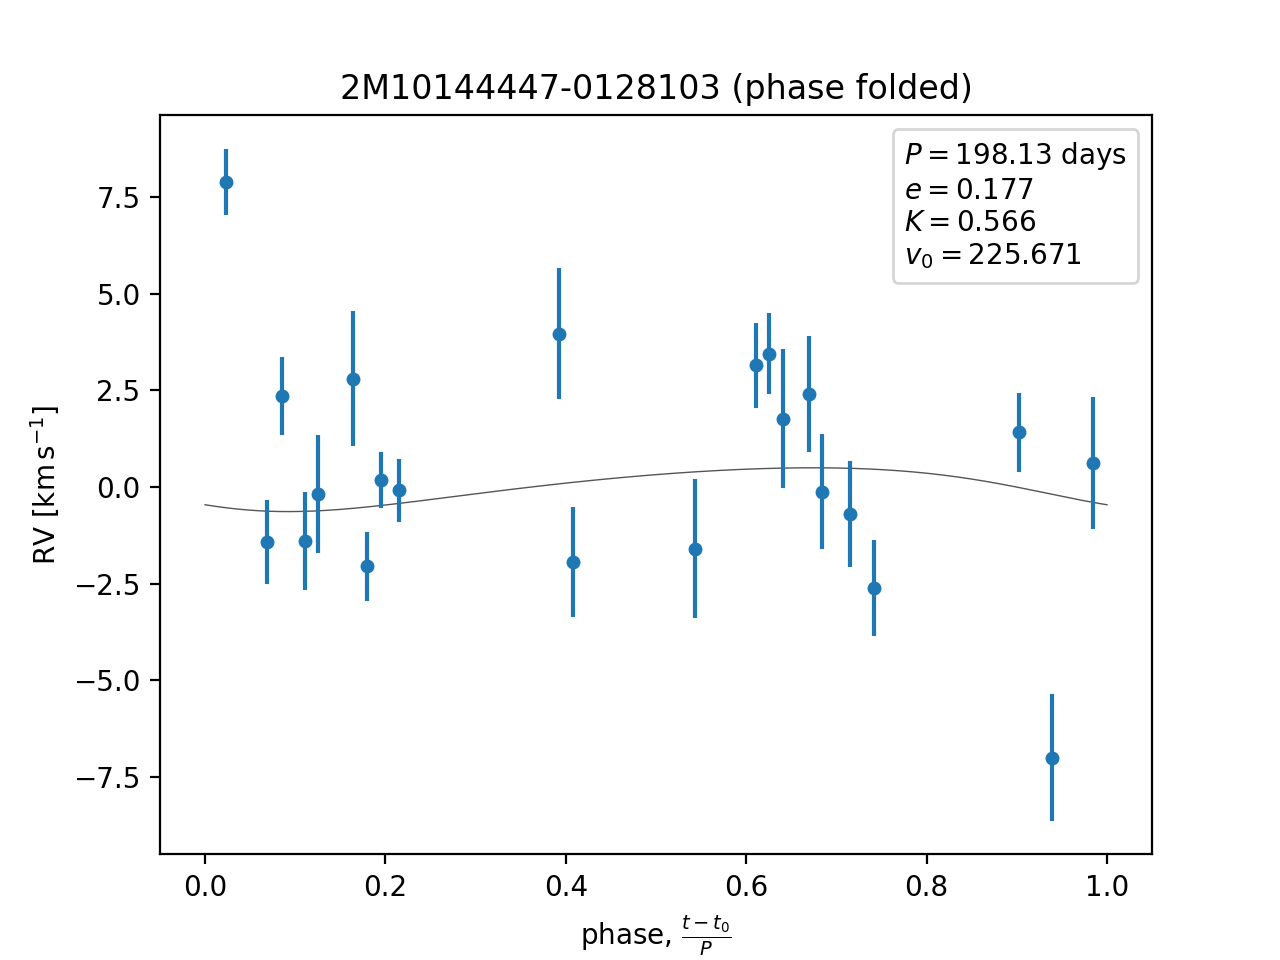 2M10144447-0128103 (phase folded)
P = 198.13 days
e = 0.177
K = 0.566
v₀ = 225.671
7.5
5.0
2.5
0.0
−2.5
−5.0
−7.5
RV [km s⁻¹]
0.0 0.2 0.4 0.6 0.8 1.0
phase, (t − t₀)/P